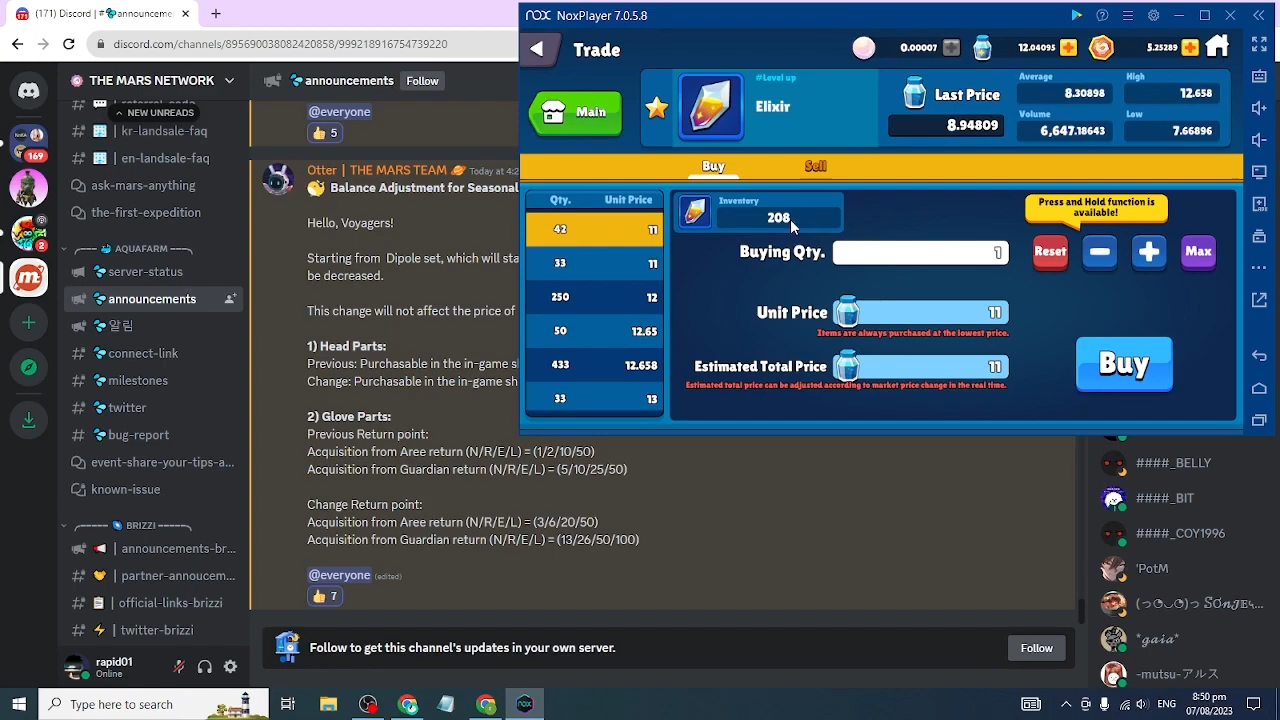 (171) Discord | announcements
discord.com/channels/895690082432420858/999218916754739220
NoxPlayer 7.0.5.8
THE MARS TETWORK
announcements
Follow
NEW UNREADS
kr-landsale-faq
en-landsale-faq
ask-mars-anything
the-first-expedition
AQUAFARM
server-status
announcements
양도
connect-link
milestones
twitter
bug-report
event-share-your-tips-a...
known-issue
BRIZZI
announcements-br...
partner-annoucem...
official-links-brizzi
twitter-brizzi
169
2
rapid01
Online
@everyone
5
Otter | THE MARS TEAM Today at 4:2
Balance Adjustment for Seasonal
Hello, Voyagers!
Starting from Dipole set, which will
be decreased.
This change will not affect the price of
1) Head Parts:
Previous: Purchasable in the Mars s
Change: Puracable in the Mars sho
2) Glove Parts:
Previous Return point:
Acquisition from Aree return (N/R/E/L) = (1/2/10/50)
Acquisition from Guardian return (N/R/E/L) = (5/10/25/50)
Change Return point:
Acquisition from Aree return (N/R/E/L) = (3/6/20/50)
Acquisition from Guardian return (N/R/E/L) = (13/26/50/100)
@everyone (edited)
7
Follow to get this channel's updates in your own server.
Follow
Trade
0.00007
12.04095
5.25289
Main
#Level up
Elixir
Last Price
8.94809
Average
8.30898
High
12.658
Volume
6,647.18643
Low
7.66896
Buy
Sell
Qty. Unit Price
42 11
33 11
250 12
50 12.65
433 12.658
33 13
Inventory
208
Press and Hold function is
available!
Buying Qty.
1
Reset
Max
Unit Price
11
Items are always purchased at the lowest price.
Estimated Total Price
11
Estimated total price can be adjusted according to market price change in the real time.
Buy
####_BELLY
####_BIT
####_COY1996
'PotM
*gaia*
-mutsu-アルス
Type here to search
8:50 pm
07/08/2023